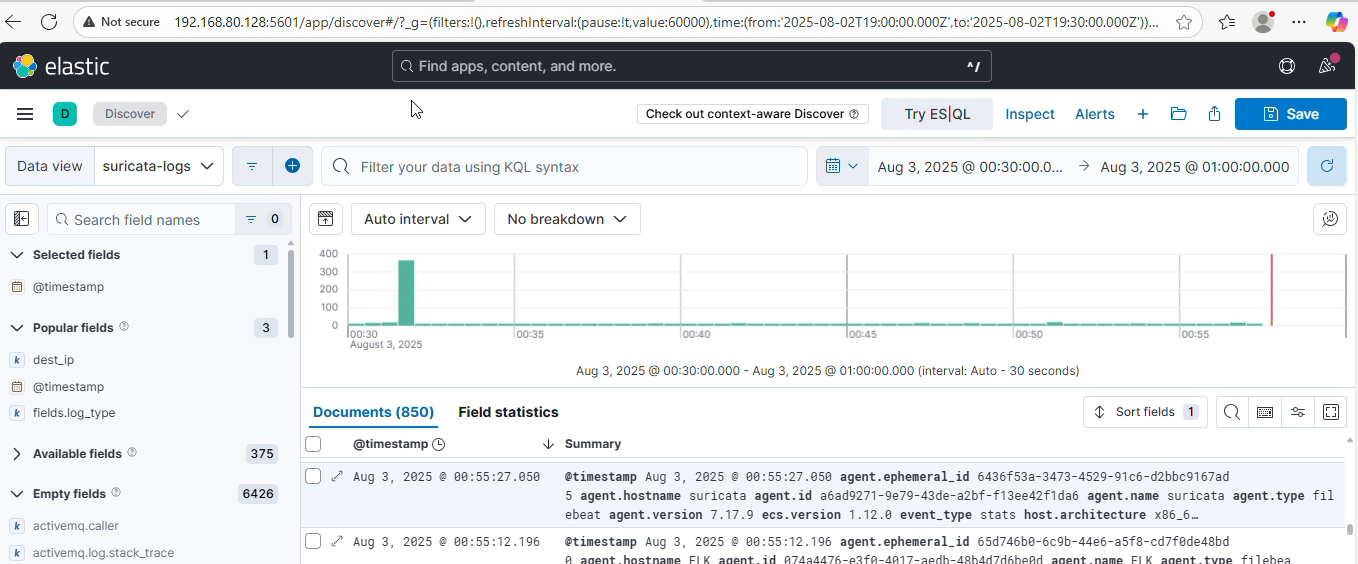 Not secure 192.168.80.128:5601/app/discover#/?_g=(filters:!(),refreshInterval:(pause:!t,value:60000),time:(from:'2025-08-02T19:00:00.000Z',to:'2025-08-02T19:30:00.000Z'))...
elastic
Find apps, content, and more.
^/
D
Discover
Check out context-aware Discover
Try ES|QL
Inspect
Alerts
Save
Data view
suricata-logs
Filter your data using KQL syntax
Aug 3, 2025 @ 00:30:00.0... → Aug 3, 2025 @ 01:00:00.000
Search field names
0
Auto interval
No breakdown
Selected fields 1
@timestamp
Popular fields 3
dest_ip
@timestamp
fields.log_type
Available fields 375
Empty fields 6426
activemq.caller
activemq.log.stack_trace
400
300
200
100
0
00:30 00:35 00:40 00:45 00:50 00:55
August 3, 2025
Aug 3, 2025 @ 00:30:00.000 - Aug 3, 2025 @ 01:00:00.000 (interval: Auto - 30 seconds)
Documents (850) Field statistics
Sort fields 1
@timestamp Summary
Aug 3, 2025 @ 00:55:27.050 @timestamp Aug 3, 2025 @ 00:55:27.050 agent.ephemeral_id 6436f53a-3473-4529-91c6-d2bbc9167ad
5 agent.hostname suricata agent.id a6ad9271-9e79-43de-a2bf-f13ee42f1da6 agent.name suricata agent.type fil
ebeat agent.version 7.17.9 ecs.version 1.12.0 event_type stats host.architecture x86_6…
Aug 3, 2025 @ 00:55:12.196 @timestamp Aug 3, 2025 @ 00:55:12.196 agent.ephemeral_id 65d746b0-6c9b-44e6-a5f8-cd7f0de48bd
0 agent.hostname ELK agent.id 074a4476-e3f0-4017-aedb-48b4d7d6be0d agent.name ELK agent.type filebea